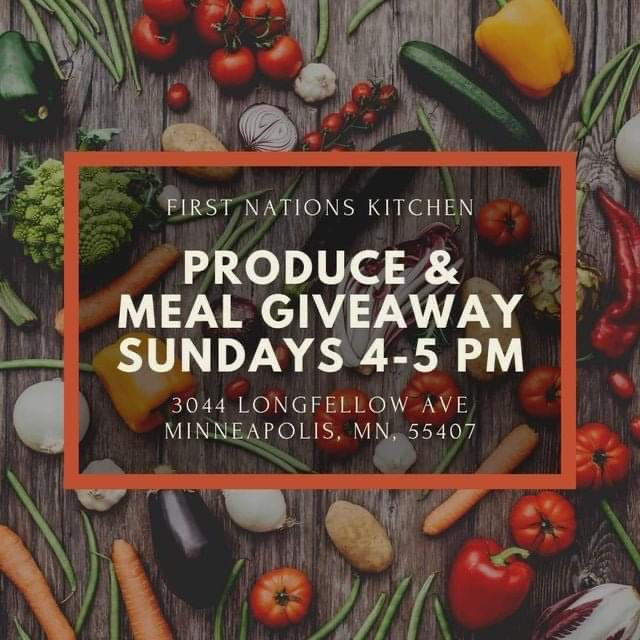 FIRST NATIONS KITCHEN
PRODUCE &
MEAL GIVEAWAY
SUNDAYS 4-5 PM
3044 LONGFELLOW AVE
MINNEAPOLIS, MN, 55407